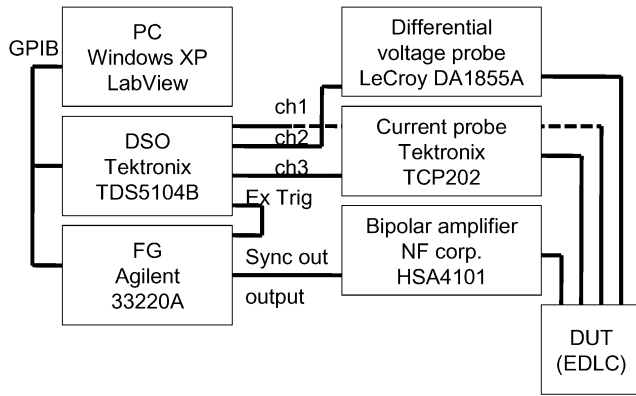 GPIB
PC
Windows XP
LabView
DSO
Tektronix
TDS5104B
FG
Agilent
33220A
ch1
ch2
ch3
Ex Trig
Sync out
output
Differential
voltage probe
LeCroy DA1855A
Current probe
Tektronix
TCP202
Bipolar amplifier
NF corp.
HSA4101
DUT
(EDLC)